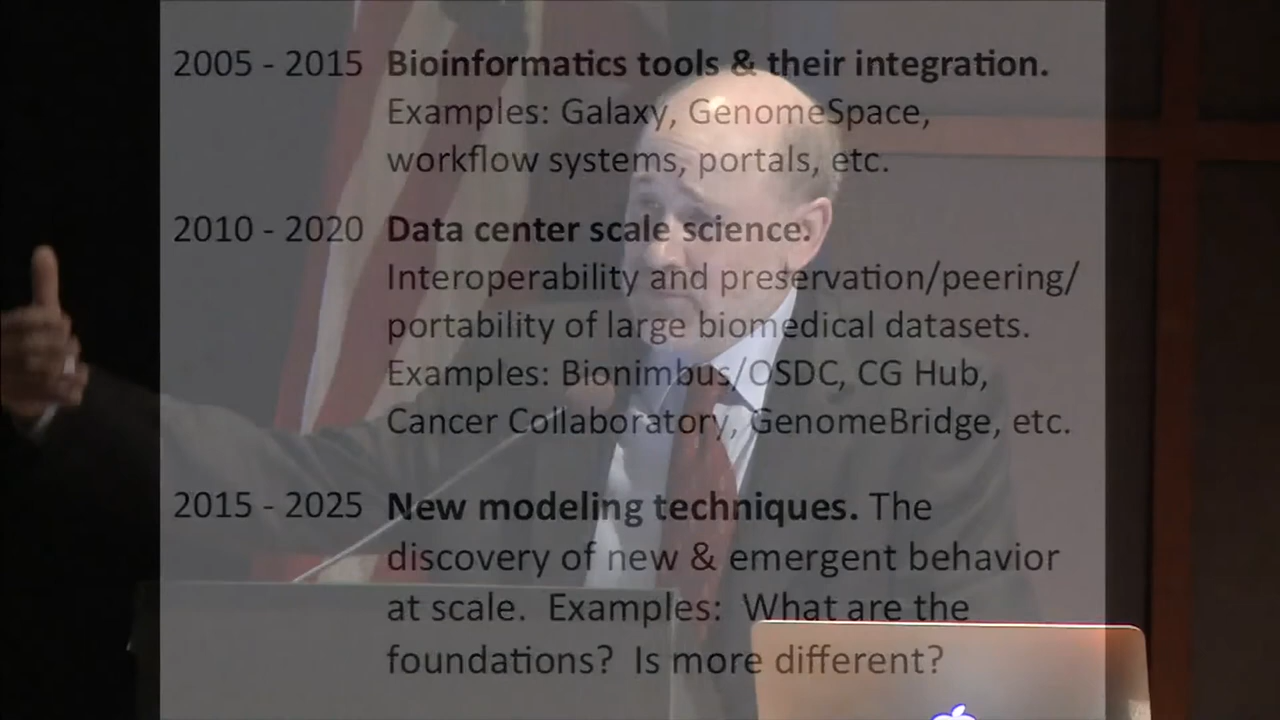 2005 - 2015 Bioinformatics tools & their integration.
Examples: Galaxy, GenomeSpace,
workflow systems, portals, etc.
2010 - 2020 Data center scale science.
Interoperability and preservation/peering/
portability of large biomedical datasets.
Examples: Bionimbus/OSDC, CG Hub,
Cancer Collaboratory, GenomeBridge, etc.
2015 - 2025 New modeling techniques. The
discovery of new & emergent behavior
at scale. Examples: What are the
foundations? Is more different?